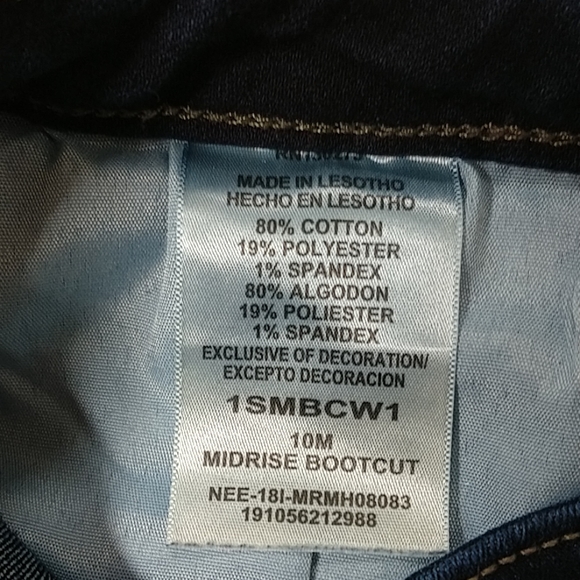 MADE IN LESOTHO
HECHO EN LESOTHO
80% COTTON
19% POLYESTER
1% SPANDEX
80% ALGODON
19% POLIESTER
1% SPANDEX
EXCLUSIVE OF DECORATION/
EXCEPTO DECORACION
1SMBCW1
10M
MIDRISE BOOTCUT
NEE-18I-MRMH08083
191056212988